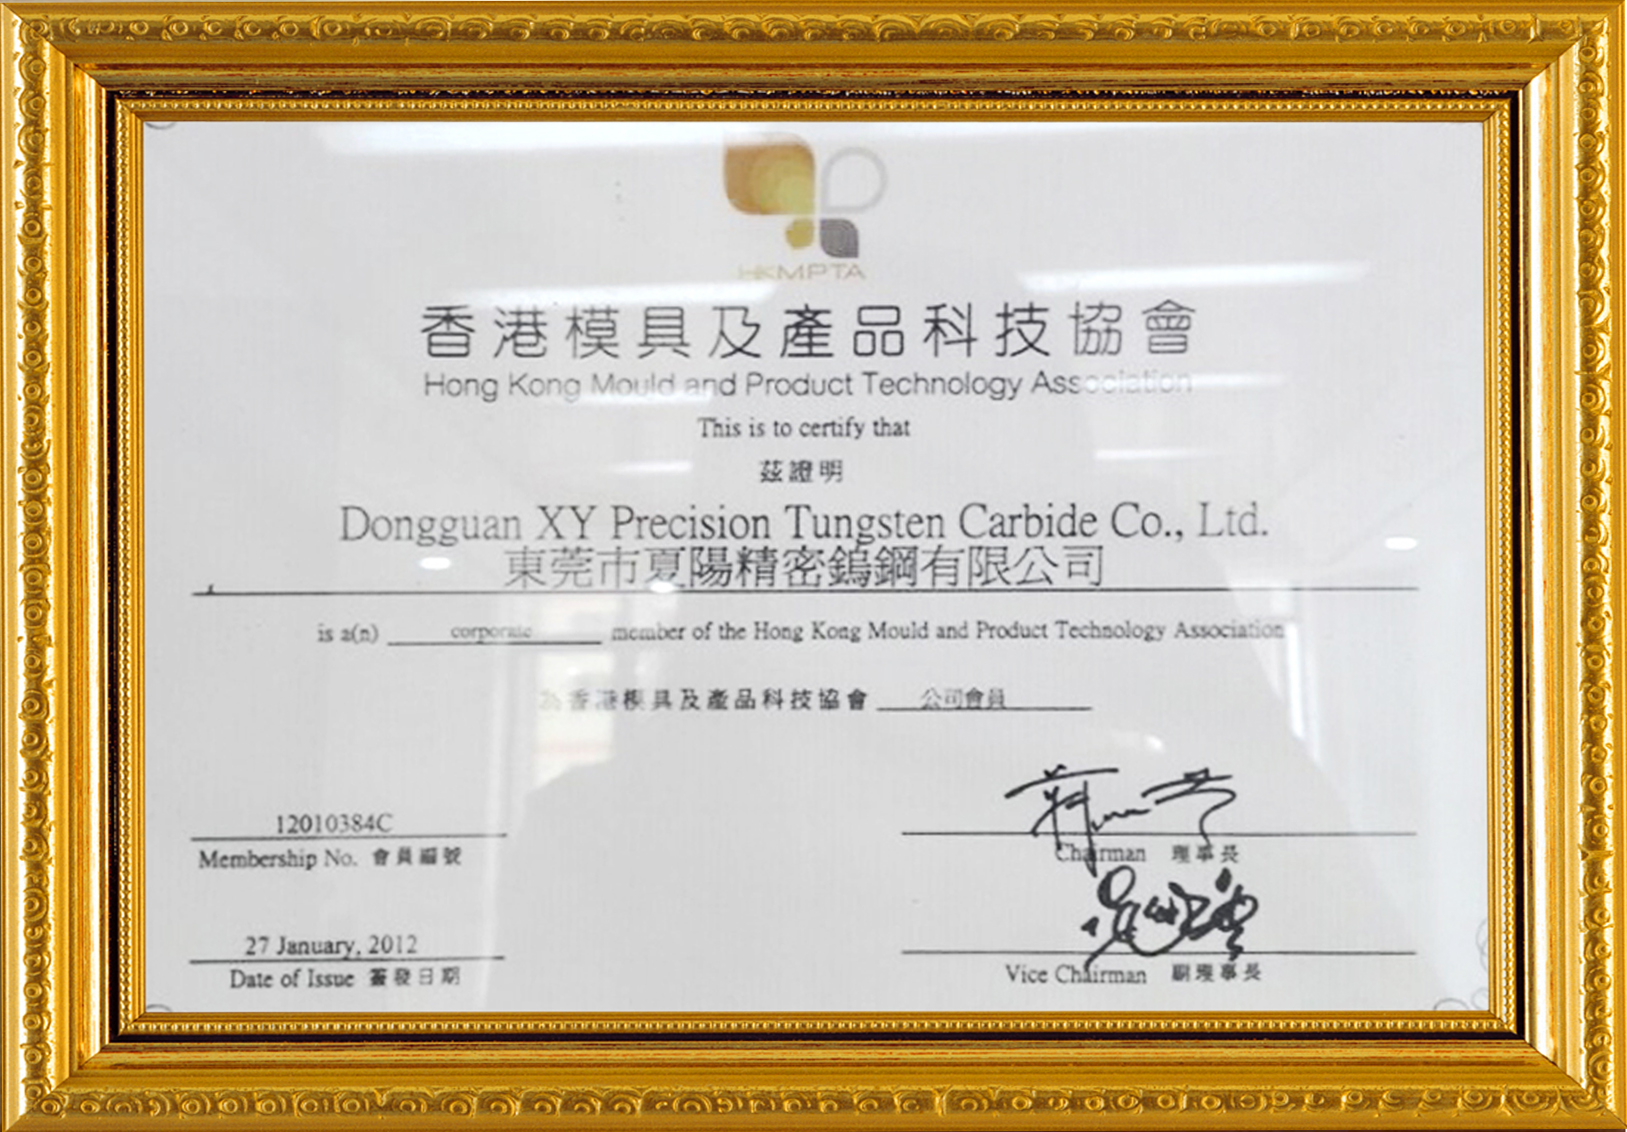 HKMPTA
香港模具及產品科技協會
Hong Kong Mould and Product Technology Association
This is to certify that
茲證明
Dongguan XY Precision Tungsten Carbide Co., Ltd.
東莞市夏陽精密鎢鋼有限公司
is a(n) corporate member of the Hong Kong Mould and Product Technology Association
為香港模具及產品科技協會 公司會員
12010384C
Membership No. 會員編號
Chairman 理事長
27 January, 2012
Date of Issue 簽發日期
Vice Chairman 副理事長